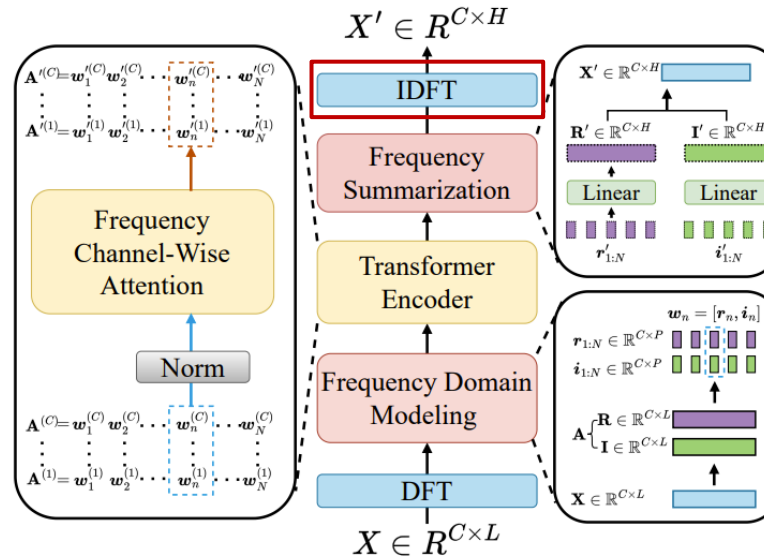 X′ ∈ R^{C×H}
IDFT
Frequency
Summarization
Transformer
Encoder
Frequency Domain
Modeling
DFT
X ∈ R^{C×L}
A′^{(C)} = w′_1^{(C)} w′_2^{(C)} ··· w′_n^{(C)} ··· w′_N^{(C)}
A′^{(1)} = w′_1^{(1)} w′_2^{(1)} ··· w′_n^{(1)} ··· w′_N^{(1)}
Frequency
Channel-Wise
Attention
Norm
A^{(C)} = w_1^{(C)} w_2^{(C)} ··· w_n^{(C)} ··· w_N^{(C)}
A^{(1)} = w_1^{(1)} w_2^{(1)} ··· w_n^{(1)} ··· w_N^{(1)}
X′ ∈ ℝ^{C×H}
R′ ∈ ℝ^{C×H} I′ ∈ ℝ^{C×H}
Linear Linear
r′_{1:N} i′_{1:N}
w_n = [r_n, i_n]
r_{1:N} ∈ ℝ^{C×P}
i_{1:N} ∈ ℝ^{C×P}
R ∈ ℝ^{C×L}
A
I ∈ ℝ^{C×L}
X ∈ ℝ^{C×L}